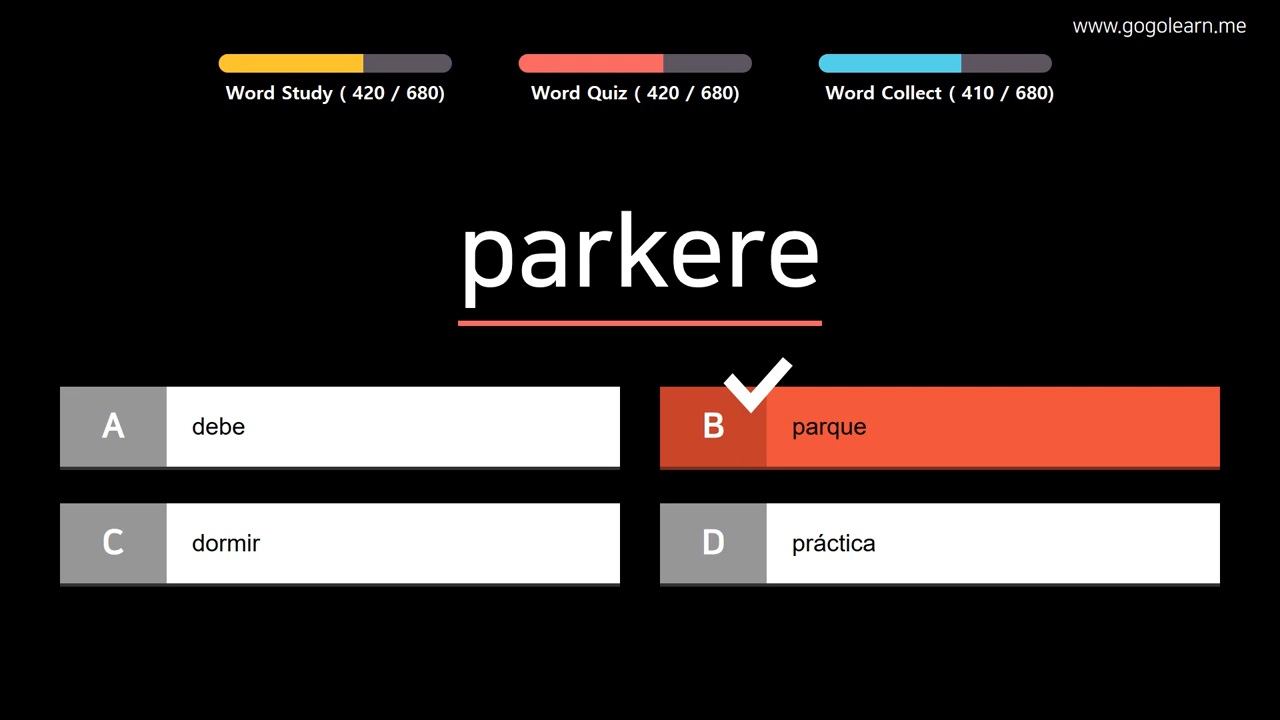 www.gogolearn.me
Word Study ( 420 / 680)
Word Quiz ( 420 / 680)
Word Collect ( 410 / 680)
parkere
A debe
B parque
C dormir
D práctica